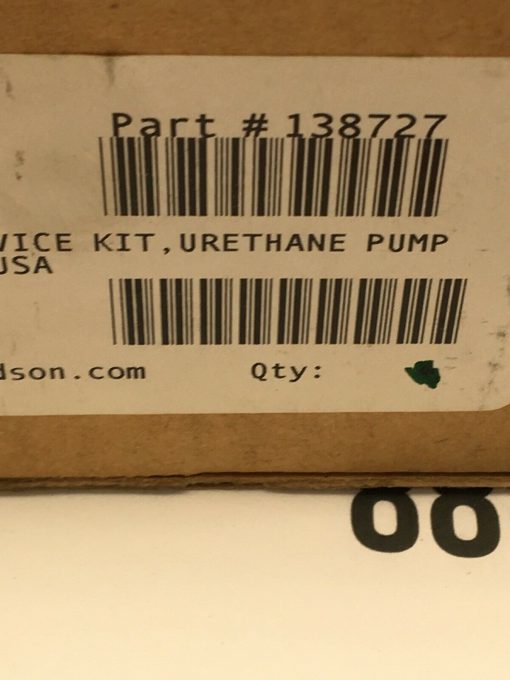 Part # 138727
VICE KIT,URETHANE PUMP
USA
dson.com Qty: